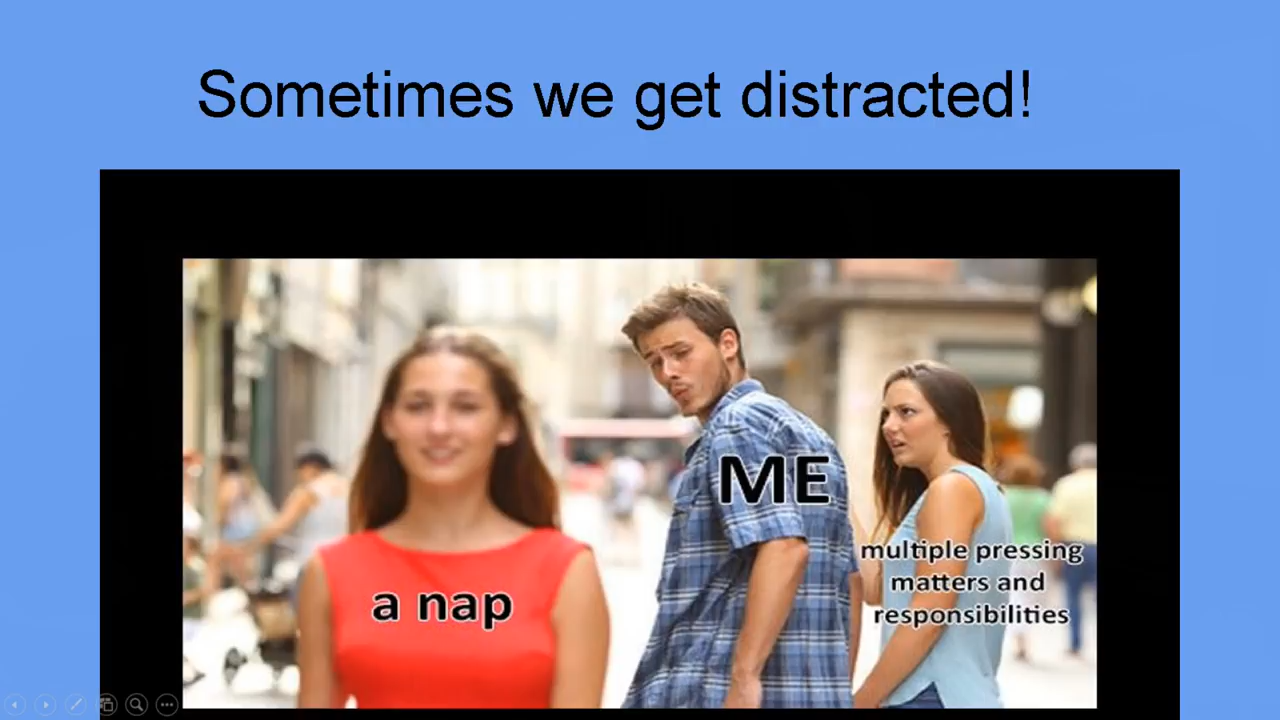 Sometimes we get distracted!
ME
a nap
multiple pressing
matters and
responsibilities